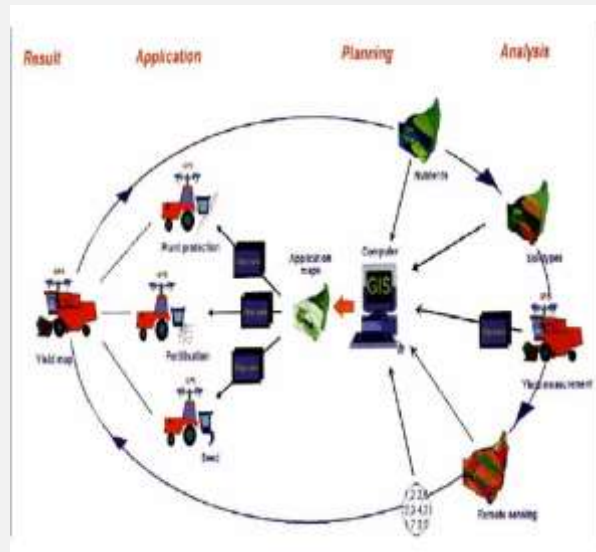 Result
Application
Planning
Analysis
Nutrients
Plant protection
Application
maps
Computer
GIS
Soil types
Yield map
Fertilisation
Yield measurement
Seed
Remote sensing